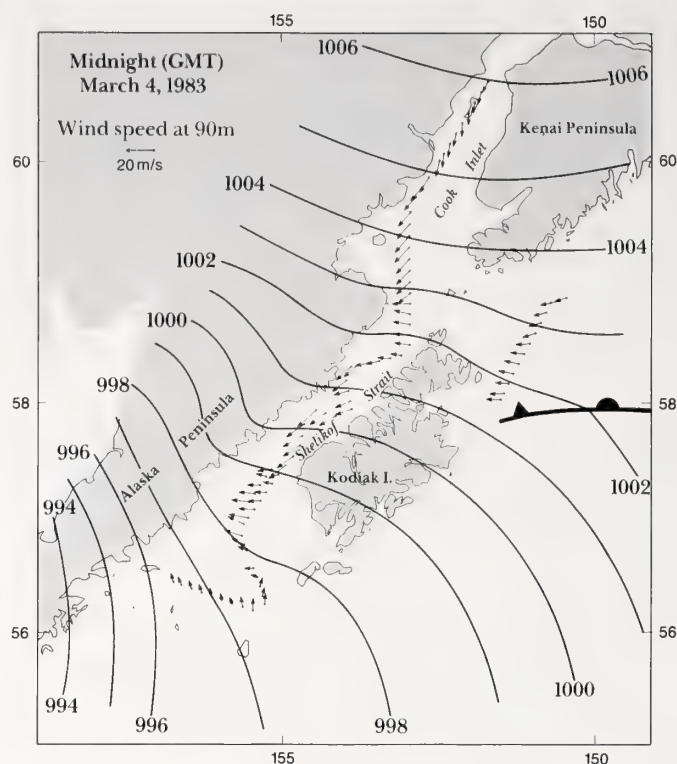 155
150
Midnight (GMT)
March 4, 1983
1006
1006
Wind speed at 90m
20 m/s
Kenai Peninsula
60
60
Cook Inlet
1004
1004
1002
1000
998
58
58
Strait
Shelikof
Peninsula
Alaska
Kodiak I.
996
994
1002
56
56
1000
994
996
998
155
150